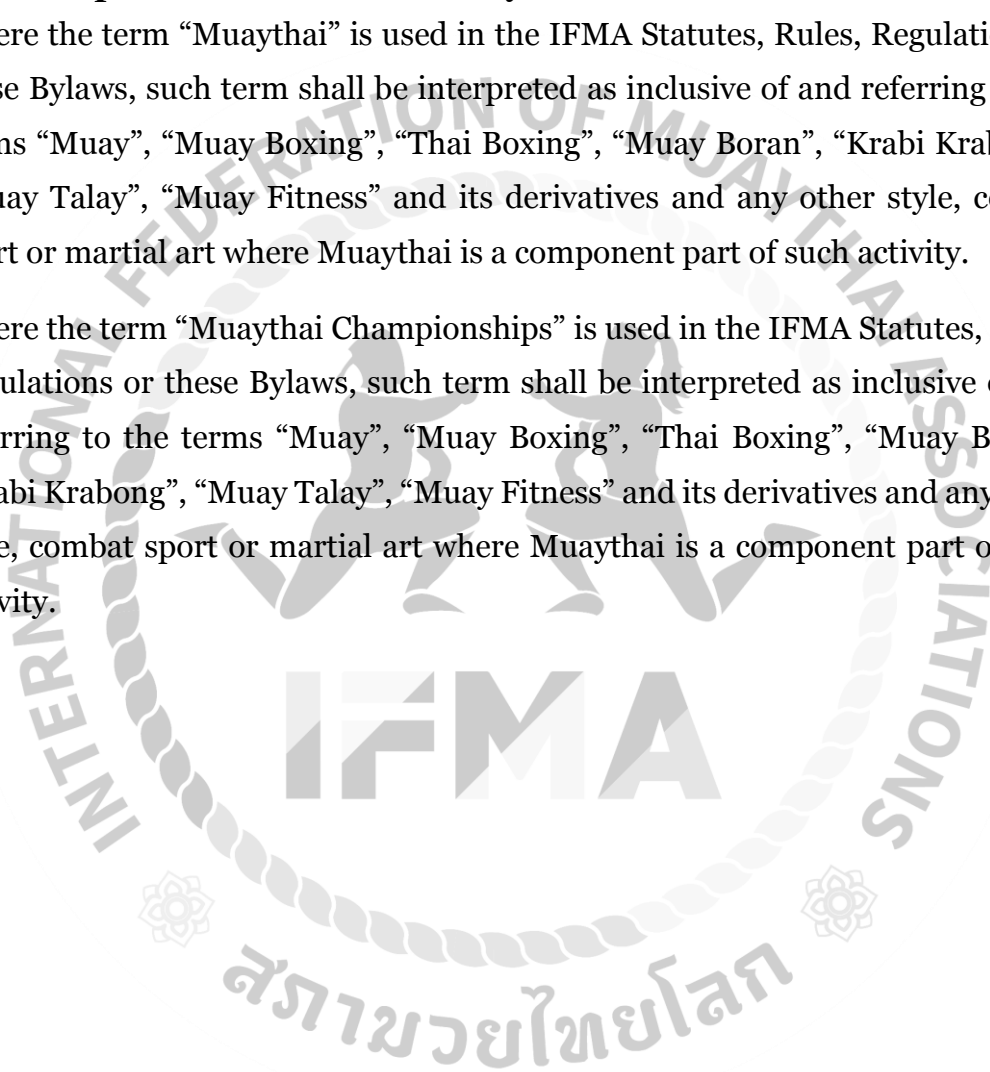 ere the term “Muaythai” is used in the IFMA Statutes, Rules, Regulati
se Bylaws, such term shall be interpreted as inclusive of and referring
ns “Muay”, “Muay Boxing”, “Thai Boxing”, “Muay Boran”, “Krabi Krab
uay Talay”, “Muay Fitness” and its derivatives and any other style, c
rt or martial art where Muaythai is a component part of such activity.
ere the term “Muaythai Championships” is used in the IFMA Statutes,
ulations or these Bylaws, such term shall be interpreted as inclusive
rring to the terms “Muay”, “Muay Boxing”, “Thai Boxing”, “Muay B
abi Krabong”, “Muay Talay”, “Muay Fitness” and its derivatives and any
e, combat sport or martial art where Muaythai is a component part o
vity.
INTERNATIONAL FEDERATION OF MUAYTHAI ASSOCIATIONS
IFMA
สภามวยไทยโลก